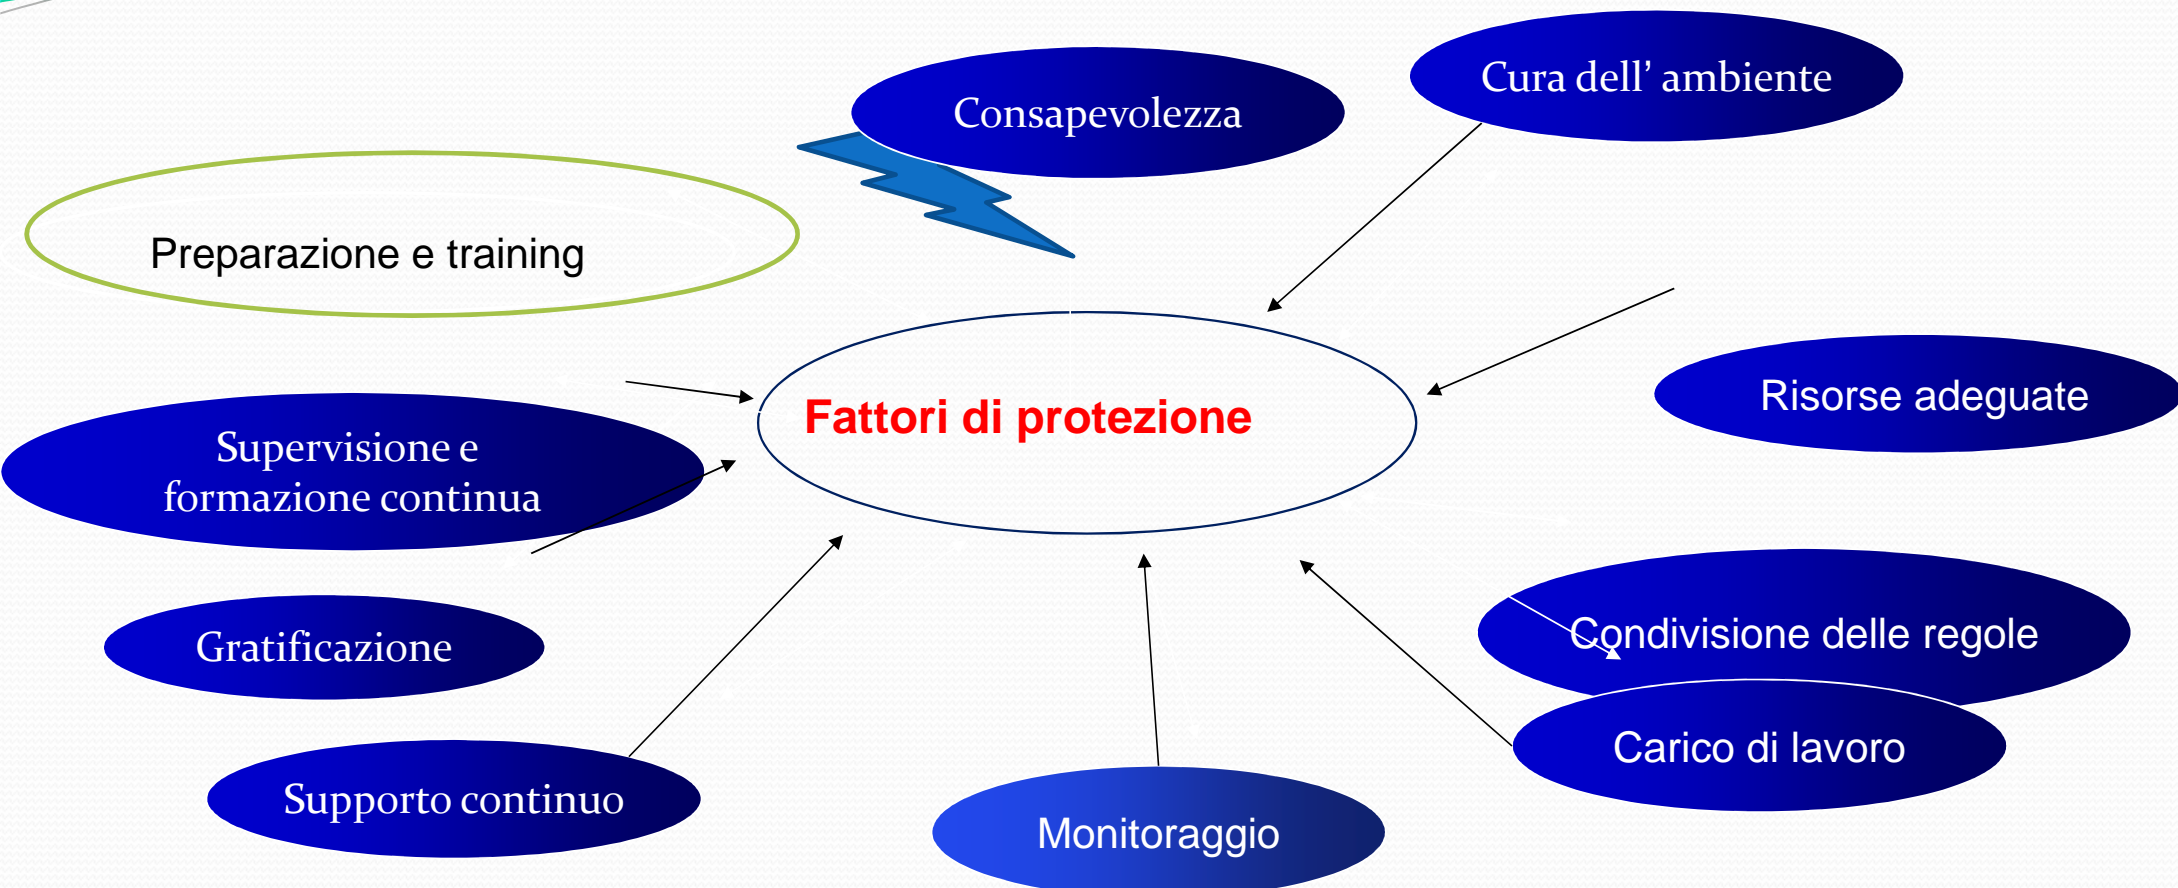 Cura dell’ ambiente
Consapevolezza
Preparazione e training
Risorse adeguate
Fattori di protezione
Supervisione e
formazione continua
Condivisione delle regole
Gratificazione
Carico di lavoro
Supporto continuo
Monitoraggio